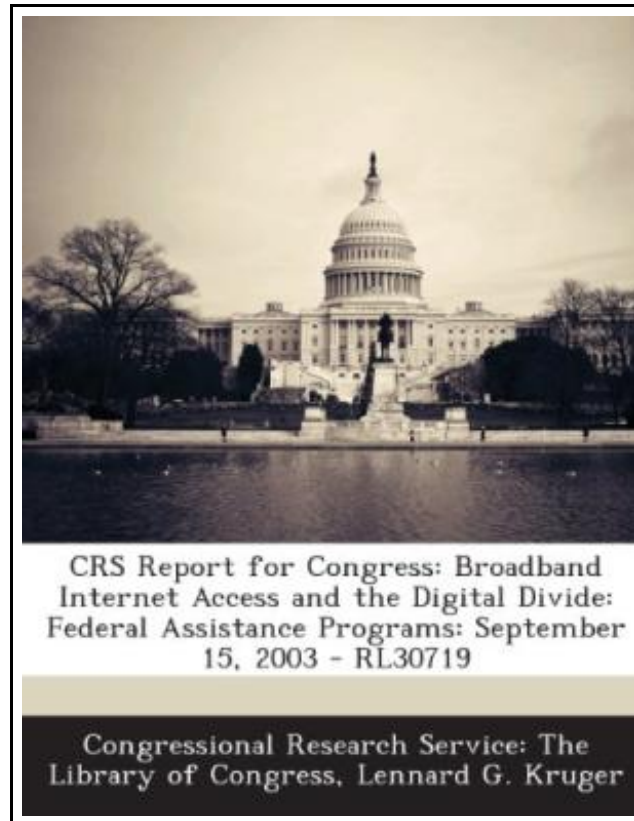 CRS Report for Congress: Broadband
Internet Access and the Digital Divide:
Federal Assistance Programs: September
15, 2003 - RL30719
Congressional Research Service: The
Library of Congress, Lennard G. Kruger